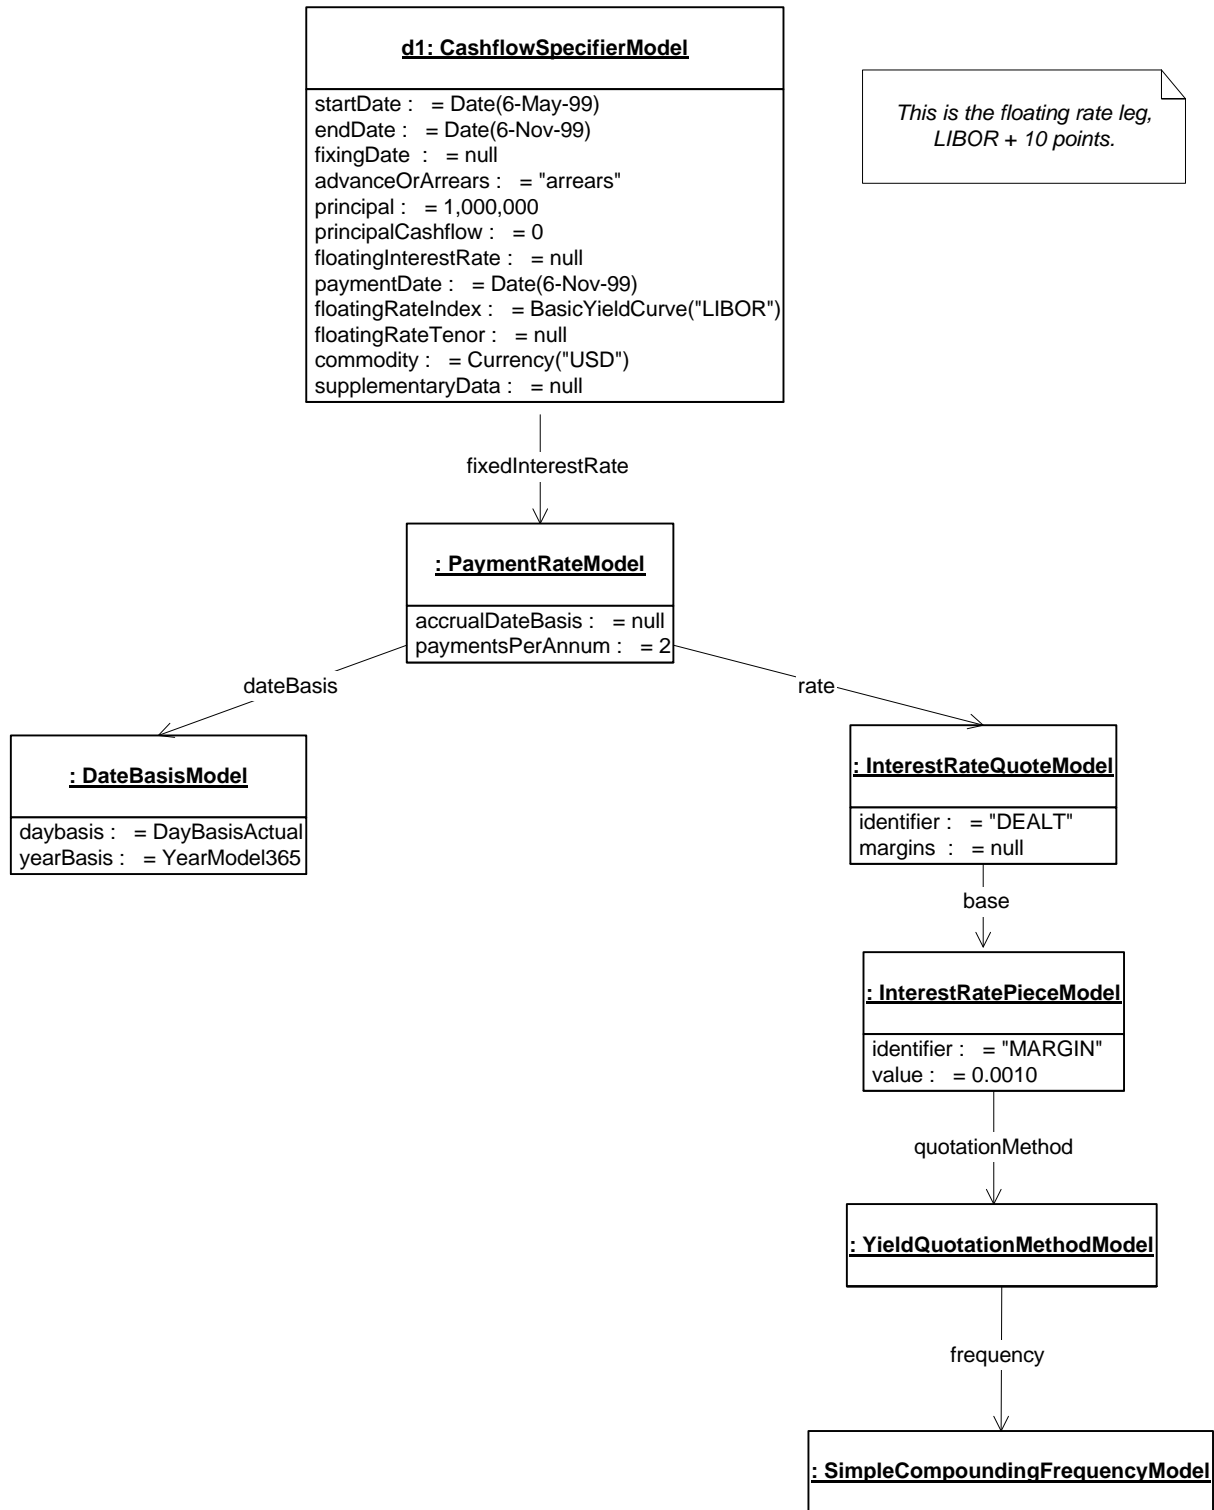 d1: CashflowSpecifierModel
startDate :   = Date(6-May-99)
endDate :   = Date(6-Nov-99)
fixingDate  :   = null
advanceOrArrears :   = "arrears"
principal :   = 1,000,000
principalCashflow :   = 0
floatingInterestRate :   = null
paymentDate :   = Date(6-Nov-99)
floatingRateIndex :   = BasicYieldCurve("LIBOR")
floatingRateTenor :   = null
commodity :   = Currency("USD")
supplementaryData :   = null
This is the floating rate leg,
LIBOR + 10 points.
fixedInterestRate
: PaymentRateModel
accrualDateBasis :   = null
paymentsPerAnnum :   = 2
dateBasis
rate
: DateBasisModel
daybasis :   = DayBasisActual
yearBasis :   = YearModel365
: InterestRateQuoteModel
identifier :   = "DEALT"
margins  :   = null
base
: InterestRatePieceModel
identifier :   = "MARGIN"
value :   = 0.0010
quotationMethod
: YieldQuotationMethodModel
frequency
: SimpleCompoundingFrequencyModel